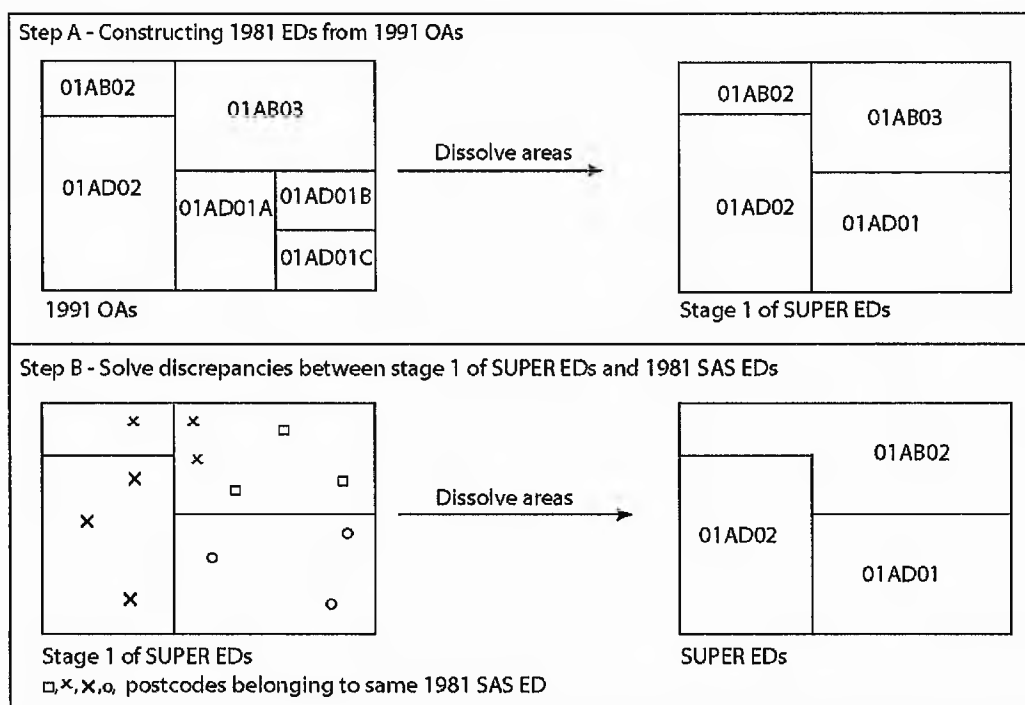 Step A - Constructing 1981 EDs from 1991 OAs
01AB02
01AB03
01AD02
01AD01A
01AD01B
01AD01C
1991 OAs
Dissolve areas
01AB02
01AB03
01AD02
01AD01
Stage 1 of SUPER EDs
Step B - Solve discrepancies between stage 1 of SUPER EDs and 1981 SAS EDs
Dissolve areas
01AB02
01AD02
01AD01
Stage 1 of SUPER EDs
SUPER EDs
□,×,×,o, postcodes belonging to same 1981 SAS ED